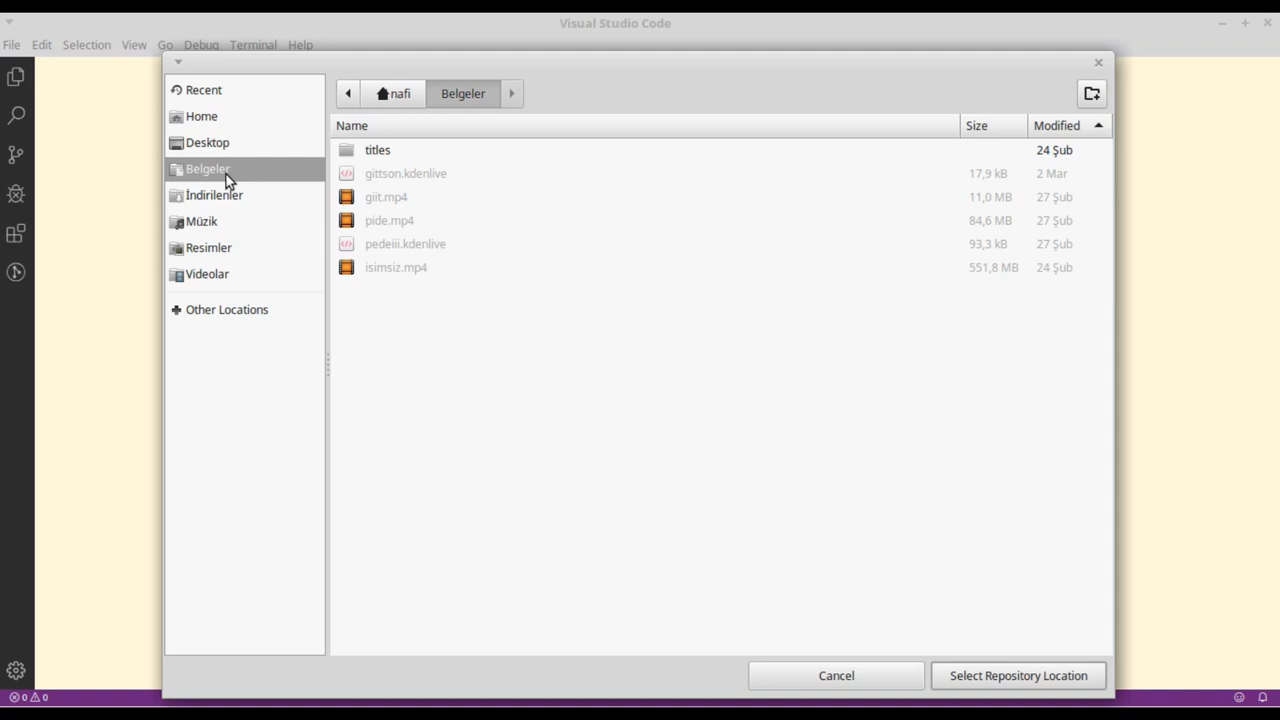 Visual Studio Code
File Edit Selection View Go Debug Terminal Help
Recent
Home
Desktop
Belgeler
İndirilenler
Müzik
Resimler
Videolar
Other Locations
nafi Belgeler
Name Size Modified
titles 24 Şub
gittson.kdenlive 17,9 kB 2 Mar
giit.mp4 11,0 MB 27 Şub
pide.mp4 84,6 MB 27 Şub
pedeiii.kdenlive 93,3 kB 27 Şub
isimsiz.mp4 551,8 MB 24 Şub
Cancel Select Repository Location
0 0